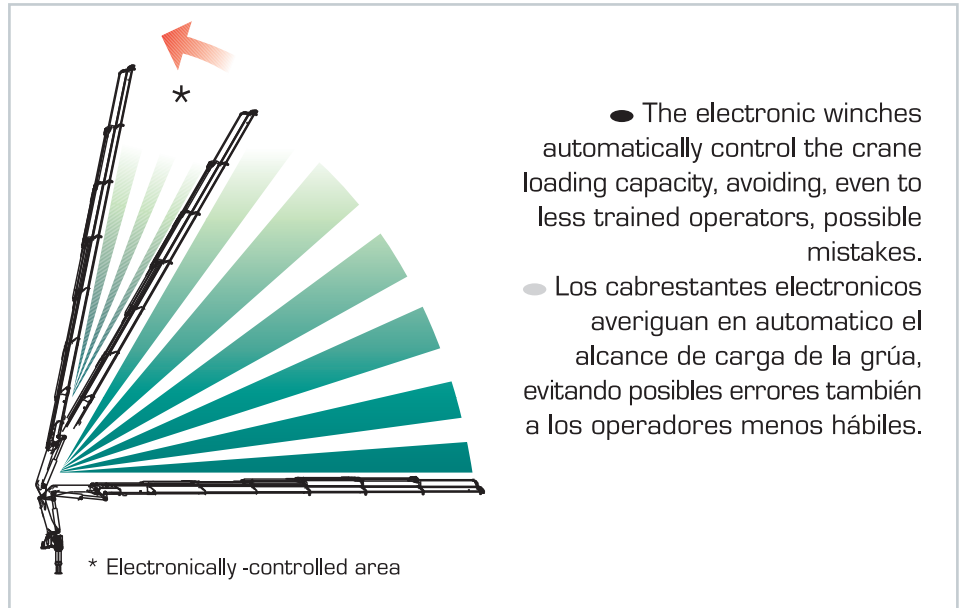 *
The electronic winches
automatically control the crane
loading capacity, avoiding, even to
less trained operators, possible
mistakes.
Los cabrestantes electronicos
averiguan en automatico el
alcance de carga de la grúa,
evitando posibles errores también
a los operadores menos hábiles.
* Electronically -controlled area